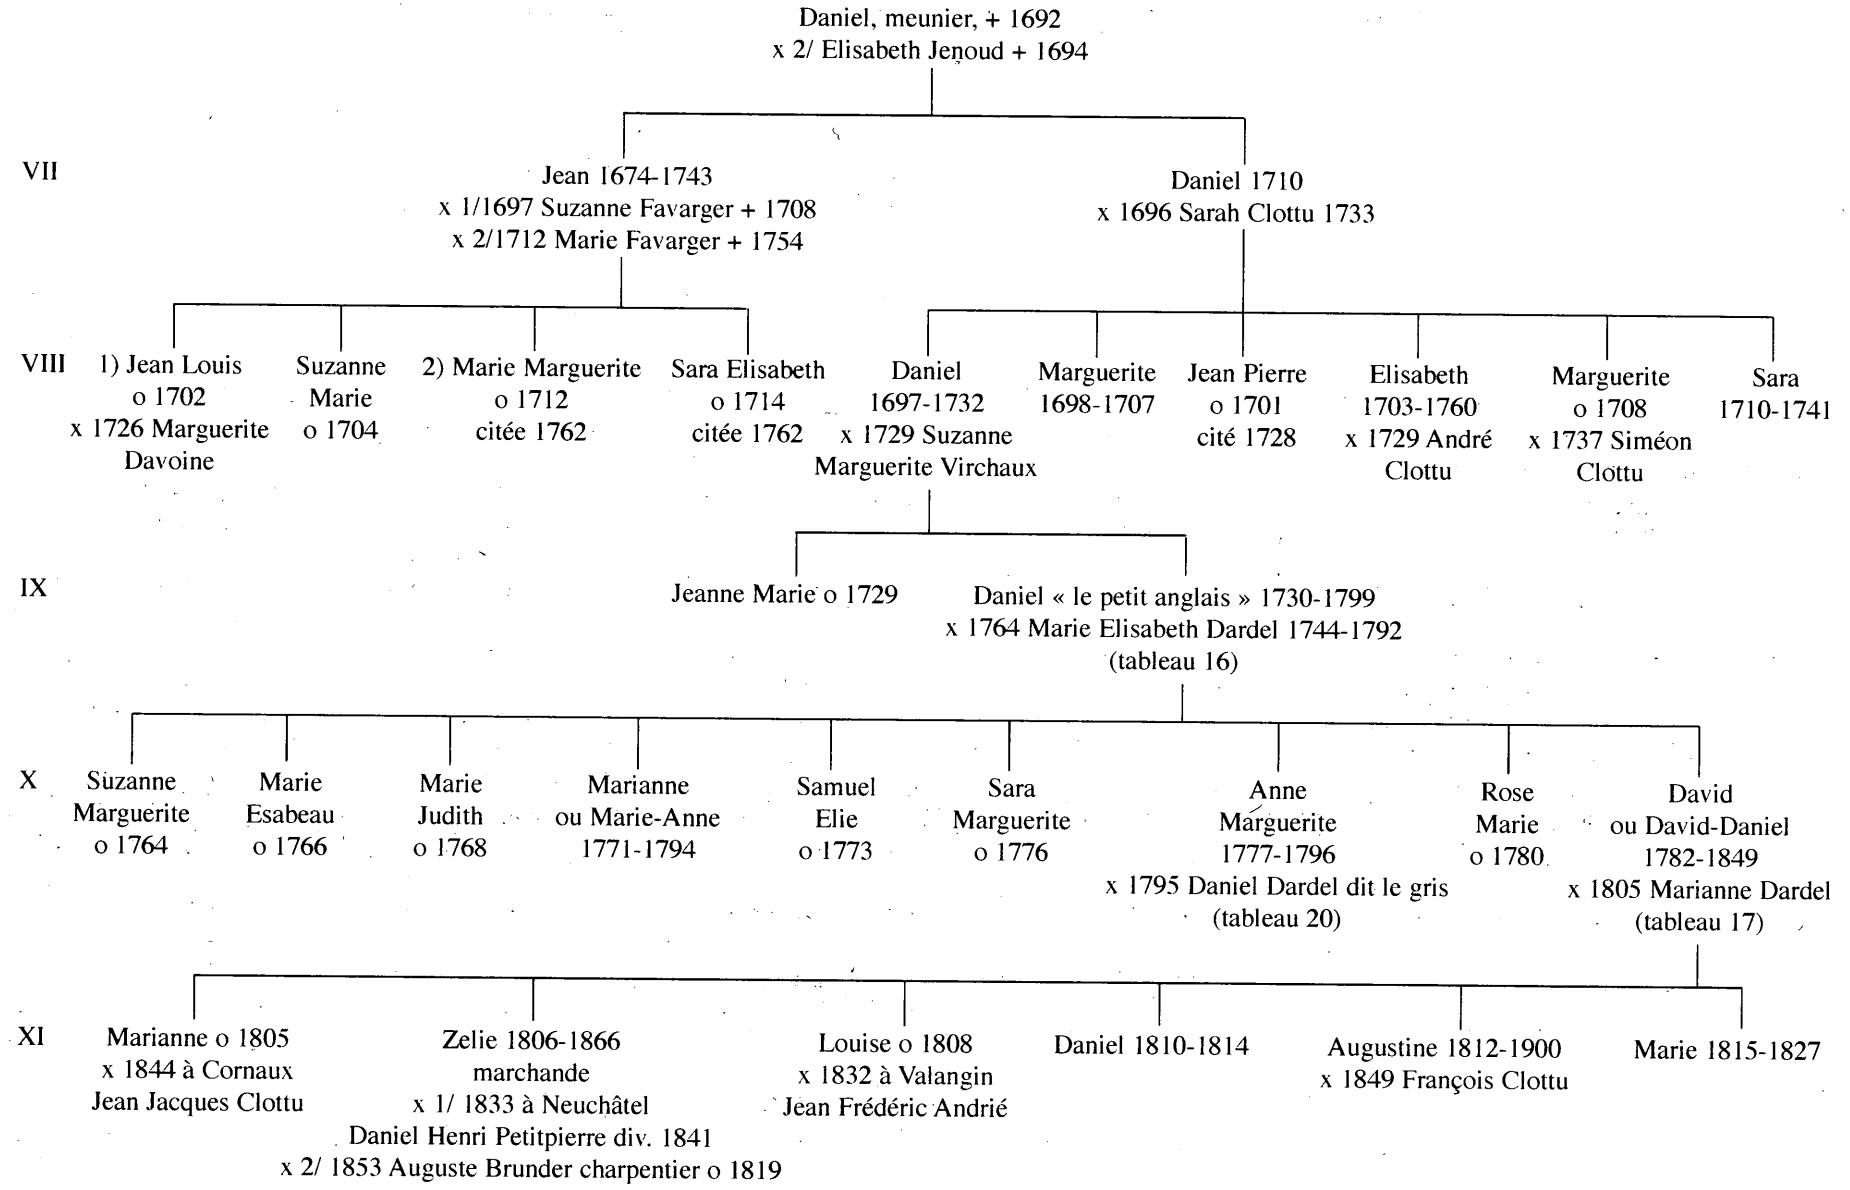 Daniel, meunier, + 1692
x 2/ Elisabeth Jenoud + 1694
VII
Jean 1674-1743
x 1/1697 Suzanne Favarger + 1708
x 2/1712 Marie Favarger + 1754
Daniel 1710
x 1696 Sarah Clottu 1733
VIII
1) Jean Louis
o 1702
x 1726 Marguerite
Davoine
Suzanne
Marie
o 1704
2) Marie Marguerite
o 1712
citée 1762
Sara Elisabeth
o 1714
citée 1762
Daniel
1697-1732
x 1729 Suzanne
Marguerite Virchaux
Marguerite
1698-1707
Jean Pierre
o 1701
cité 1728
Elisabeth
1703-1760
x 1729 André
Clottu
Marguerite
o 1708
x 1737 Siméon
Clottu
Sara
1710-1741
IX
Jeanne Marie o 1729
Daniel « le petit anglais » 1730-1799
x 1764 Marie Elisabeth Dardel 1744-1792
(tableau 16)
X
Suzanne
Marguerite
o 1764
Marie
Esabeau
o 1766
Marie
Judith
o 1768
Marianne
ou Marie-Anne
1771-1794
Samuel
Elie
o 1773
Sara
Marguerite
o 1776
Anne
Marguerite
1777-1796
x 1795 Daniel Dardel dit le gris
(tableau 20)
Rose
Marie
o 1780
David
ou David-Daniel
1782-1849
x 1805 Marianne Dardel
(tableau 17)
XI
Marianne o 1805
x 1844 à Cornaux
Jean Jacques Clottu
Zelie 1806-1866
marchande
x 1/ 1833 à Neuchâtel
Daniel Henri Petitpierre div. 1841
x 2/ 1853 Auguste Brunder charpentier o 1819
Louise o 1808
x 1832 à Valangin
Jean Frédéric Andrié
Daniel 1810-1814
Augustine 1812-1900
x 1849 François Clottu
Marie 1815-1827